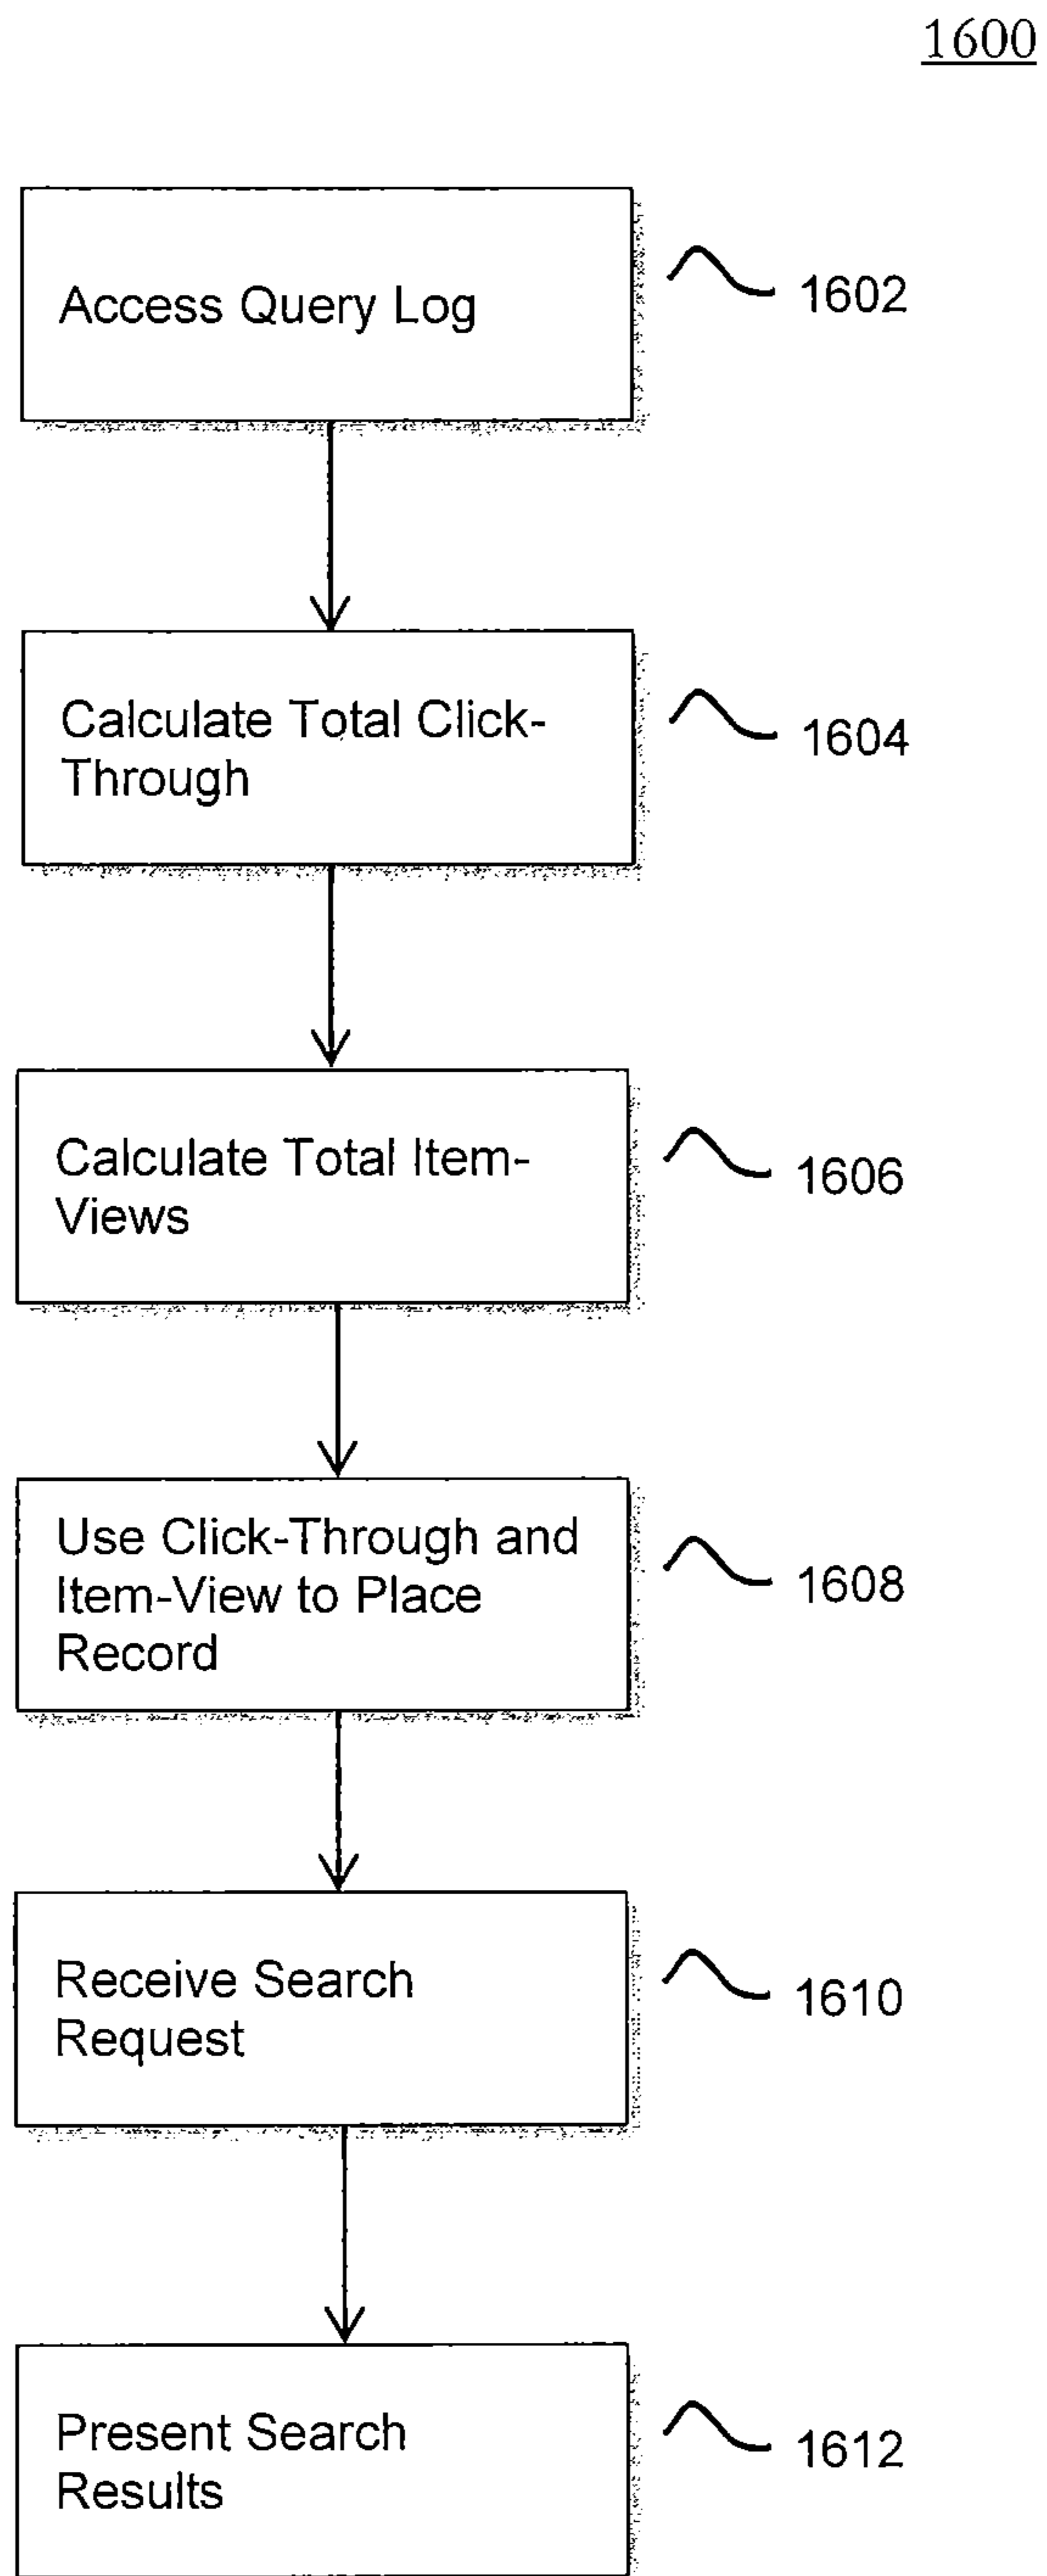 1600
Access Query Log
1602
Calculate Total Click-
Through
1604
Calculate Total Item-
Views
1606
Use Click-Through and
Item-View to Place
Record
1608
Receive Search
Request
1610
Present Search
Results
1612